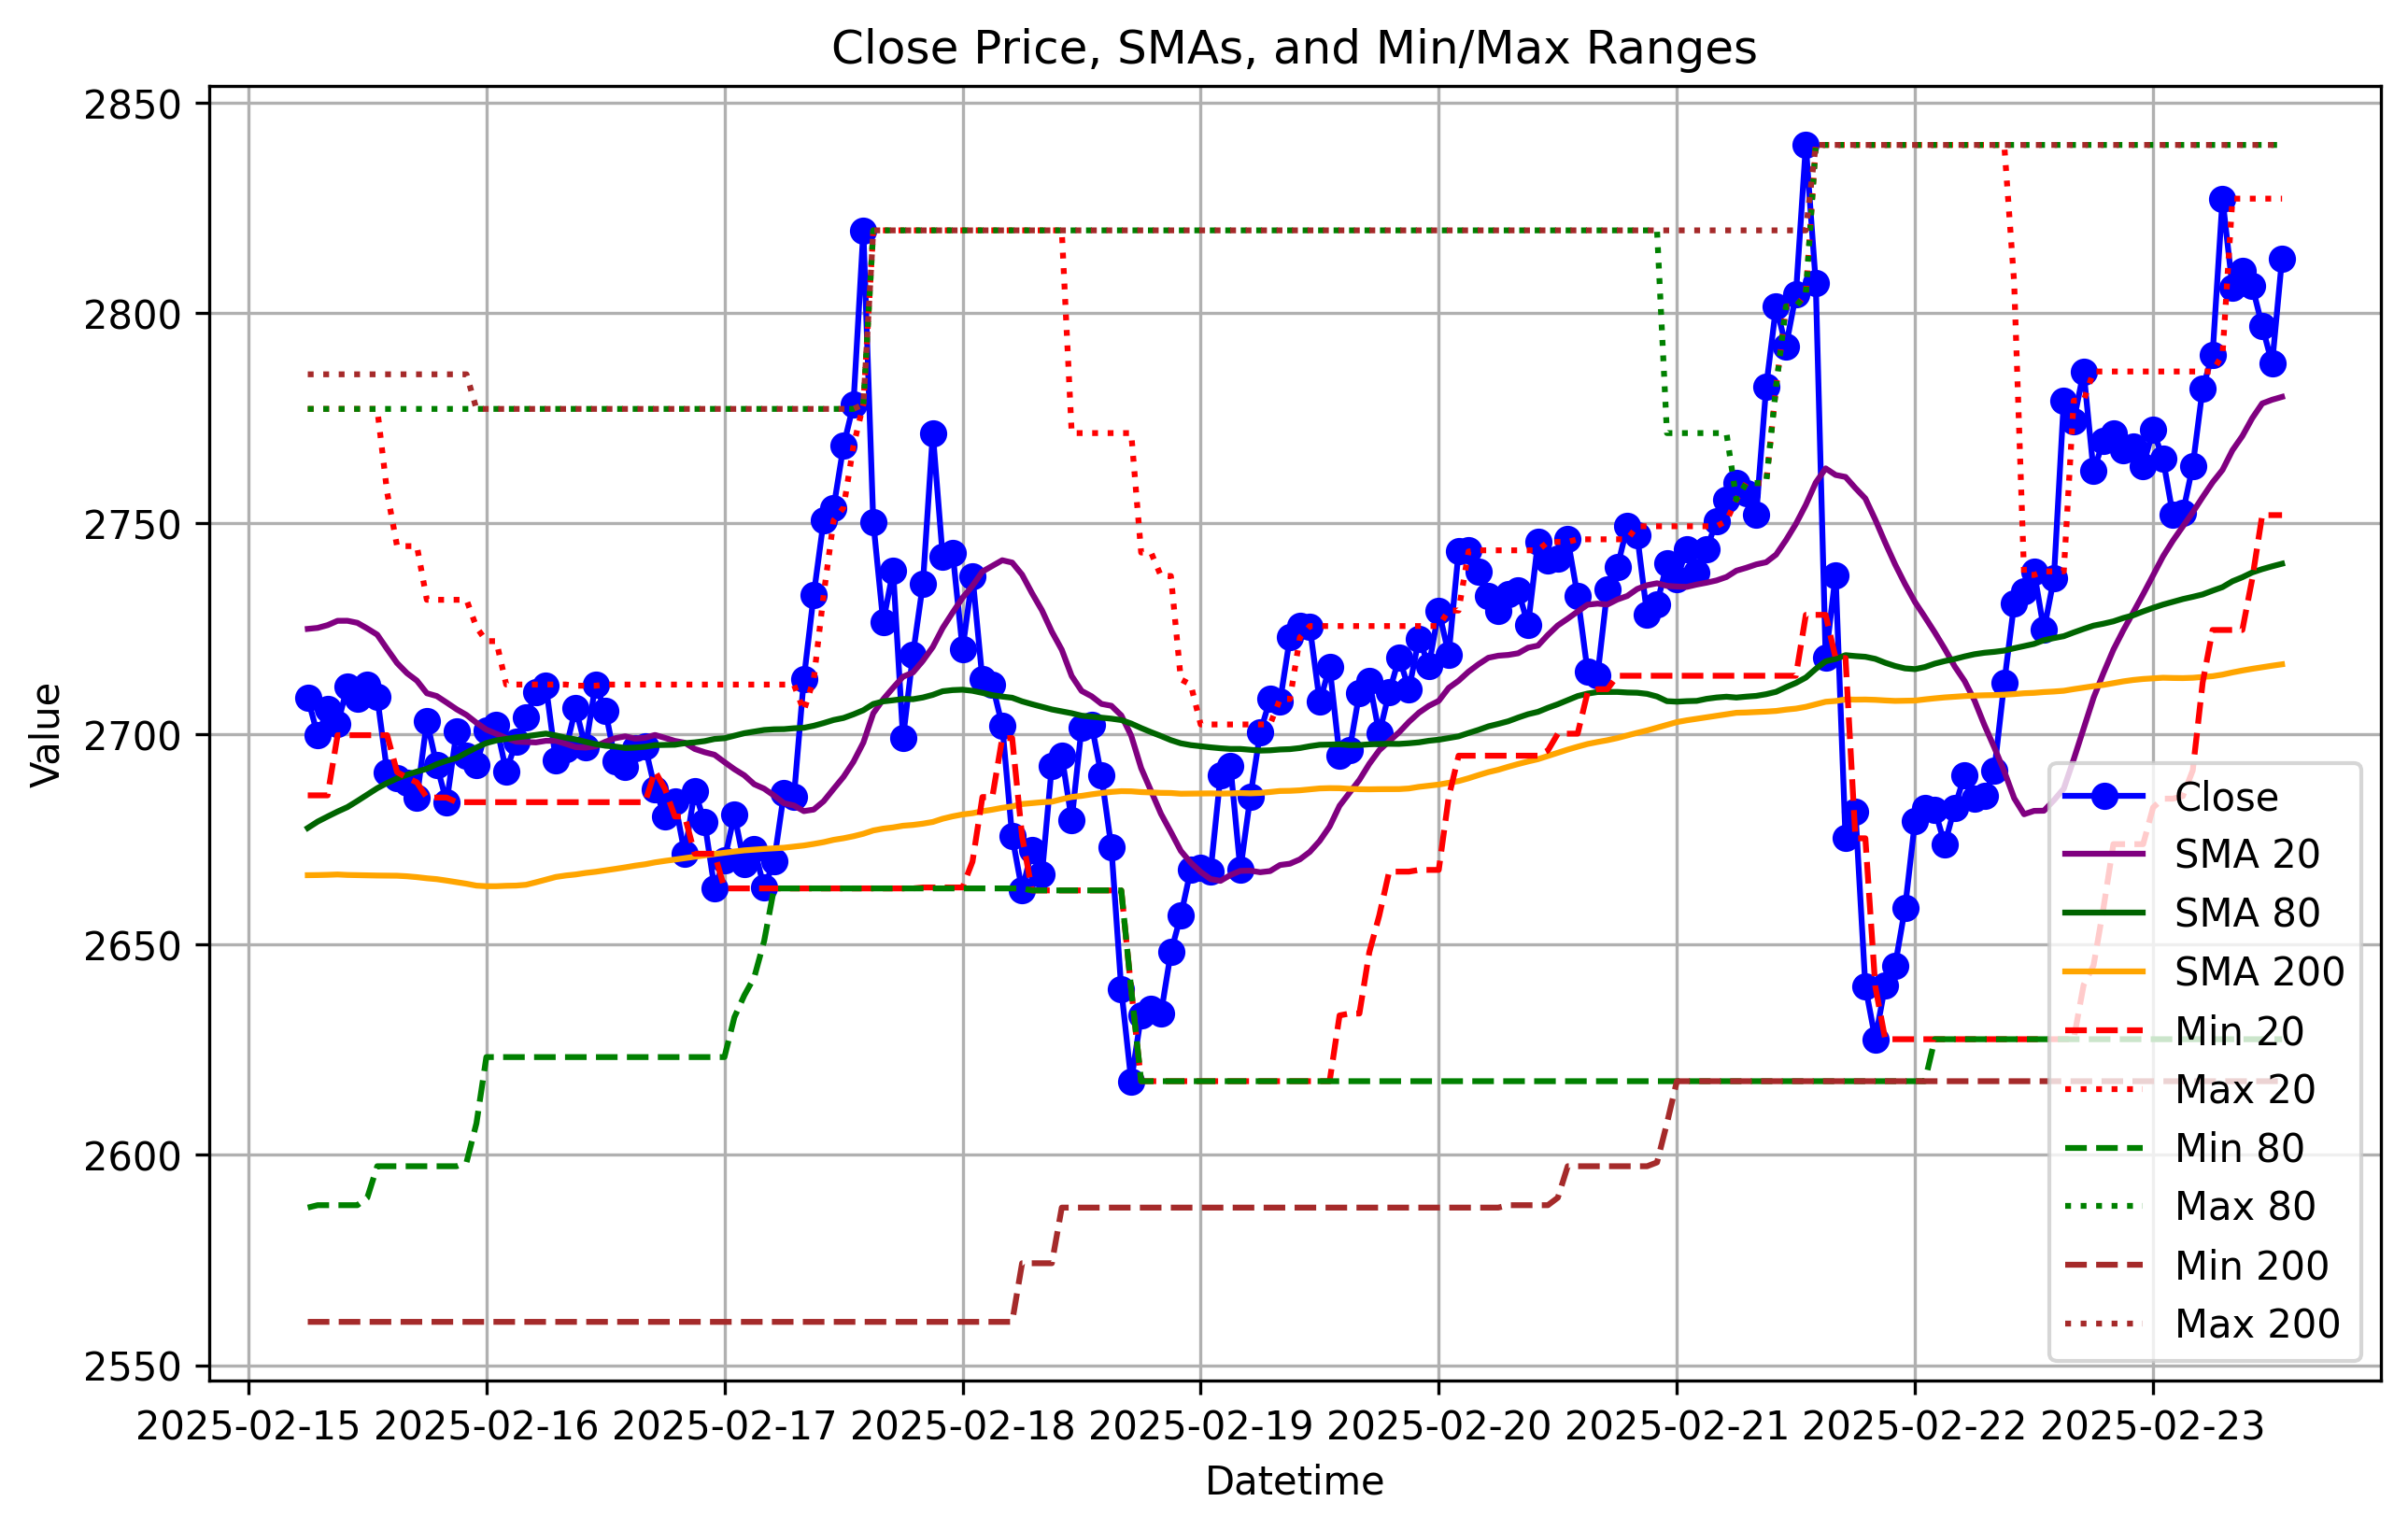 Close Price, SMAs, and Min/Max Ranges
2850
2800
2750
2700
2650
2600
2550
Value
Close
SMA 20
SMA 80
SMA 200
Min 20
Max 20
Min 80
Max 80
Min 200
Max 200
2025-02-15 2025-02-16 2025-02-17 2025-02-18 2025-02-19 2025-02-20 2025-02-21 2025-02-22 2025-02-23
Datetime